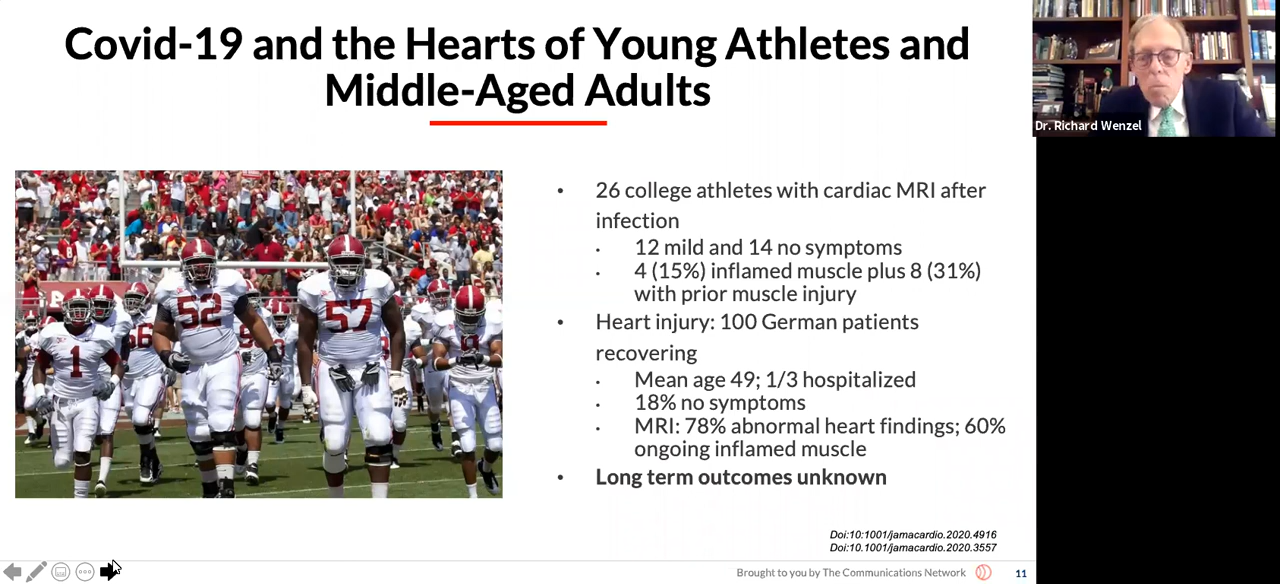 Covid-19 and the Hearts of Young Athletes and
Middle-Aged Adults
Dr. Richard Wenzel
1
52
57
• 26 college athletes with cardiac MRI after
infection
• 12 mild and 14 no symptoms
• 4 (15%) inflamed muscle plus 8 (31%)
with prior muscle injury
• Heart injury: 100 German patients
recovering
• Mean age 49; 1/3 hospitalized
• 18% no symptoms
• MRI: 78% abnormal heart findings; 60%
ongoing inflamed muscle
• Long term outcomes unknown
Doi:10:1001/jamacardio.2020.4916
Doi:10.1001/jamacardio.2020.3557
Brought to you by The Communications Network
11